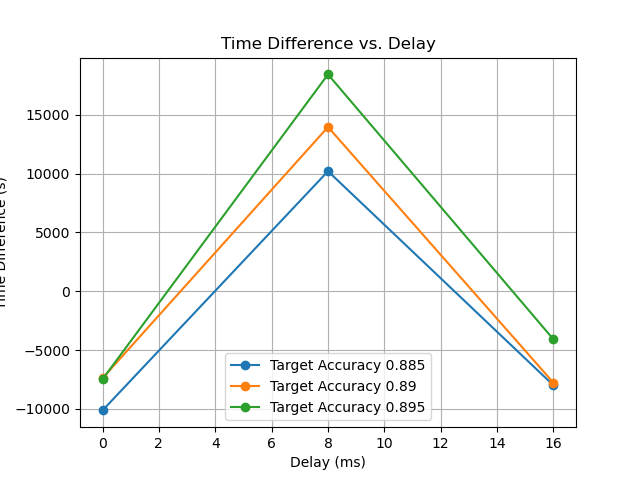 Time Difference vs. Delay
Time Difference (s)
15000
10000
5000
0
−5000
−10000
Target Accuracy 0.885
Target Accuracy 0.89
Target Accuracy 0.895
0 2 4 6 8 10 12 14 16
Delay (ms)